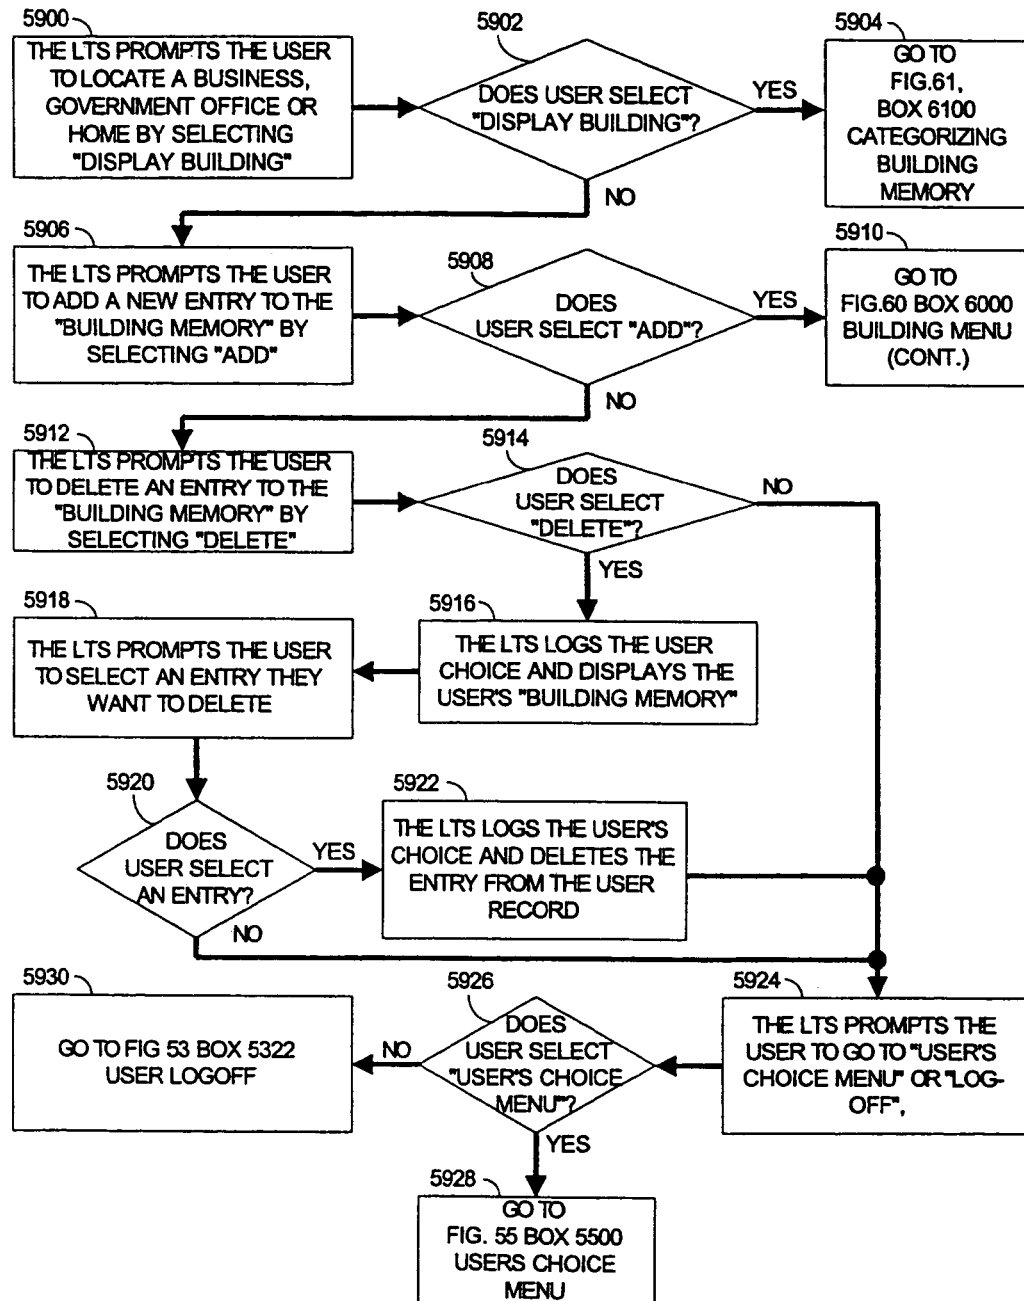 5900
THE LTS PROMPTS THE USER
TO LOCATE A BUSINESS,
GOVERNMENT OFFICE OR
HOME BY SELECTING
"DISPLAY BUILDING"
5902
DOES USER SELECT
"DISPLAY BUILDING"?
YES
NO
5904
GO TO
FIG.61,
BOX 6100
CATEGORIZING
BUILDING
MEMORY
5906
THE LTS PROMPTS THE USER
TO ADD A NEW ENTRY TO THE
"BUILDING MEMORY" BY
SELECTING "ADD"
5908
DOES
USER SELECT "ADD"?
YES
NO
5910
GO TO
FIG.60 BOX 6000
BUILDING MENU
(CONT.)
5912
THE LTS PROMPTS THE USER
TO DELETE AN ENTRY TO THE
"BUILDING MEMORY" BY
SELECTING "DELETE"
5914
DOES
USER SELECT
"DELETE"?
NO
YES
5916
THE LTS LOGS THE USER
CHOICE AND DISPLAYS THE
USER'S "BUILDING MEMORY"
5918
THE LTS PROMPTS THE USER
TO SELECT AN ENTRY THEY
WANT TO DELETE
5920
DOES
USER SELECT
AN ENTRY?
YES
NO
5922
THE LTS LOGS THE USER'S
CHOICE AND DELETES THE
ENTRY FROM THE USER
RECORD
5924
THE LTS PROMPTS THE
USER TO GO TO "USER'S
CHOICE MENU" OR "LOG-
OFF",
5926
DOES
USER SELECT
"USER'S CHOICE
MENU"?
NO
YES
5930
GO TO FIG 53 BOX 5322
USER LOGOFF
5928
GO TO
FIG. 55 BOX 5500
USERS CHOICE
MENU